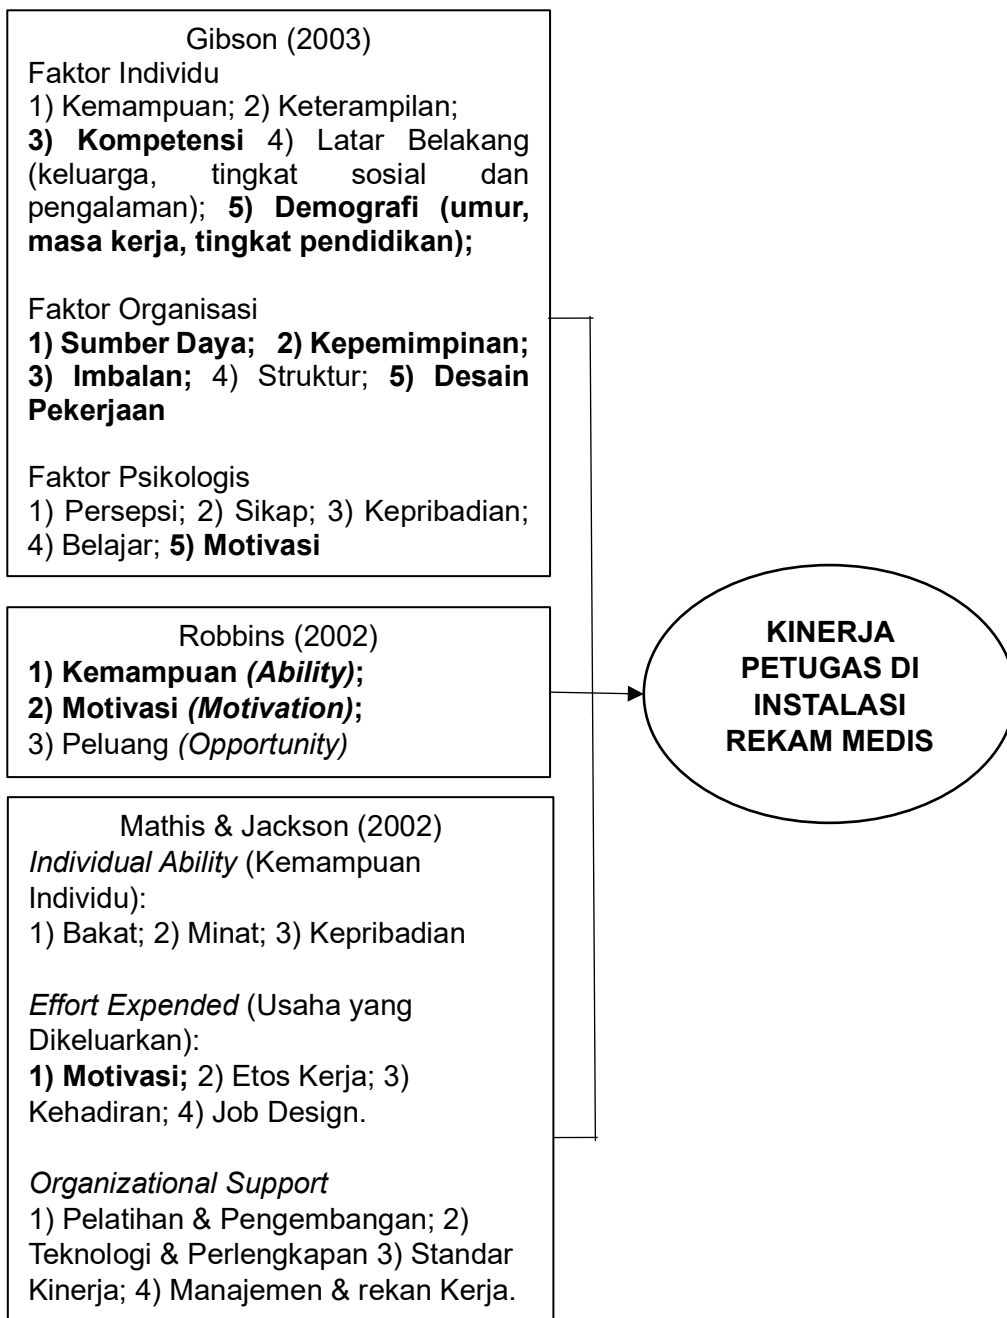 Gibson (2003)
Faktor Individu
1) Kemampuan; 2) Keterampilan;
3) Kompetensi 4) Latar Belakang
(keluarga, tingkat sosial dan
pengalaman); 5) Demografi (umur,
masa kerja, tingkat pendidikan);
Faktor Organisasi
1) Sumber Daya; 2) Kepemimpinan;
3) Imbalan; 4) Struktur; 5) Desain
Pekerjaan
Faktor Psikologis
1) Persepsi; 2) Sikap; 3) Kepribadian;
4) Belajar; 5) Motivasi
Robbins (2002)
1) Kemampuan (Ability);
2) Motivasi (Motivation);
3) Peluang (Opportunity)
Mathis & Jackson (2002)
Individual Ability (Kemampuan
Individu):
1) Bakat; 2) Minat; 3) Kepribadian
Effort Expended (Usaha yang
Dikeluarkan):
1) Motivasi; 2) Etos Kerja; 3)
Kehadiran; 4) Job Design.
Organizational Support
1) Pelatihan & Pengembangan; 2)
Teknologi & Perlengkapan 3) Standar
Kinerja; 4) Manajemen & rekan Kerja.
KINERJA
PETUGAS DI
INSTALASI
REKAM MEDIS